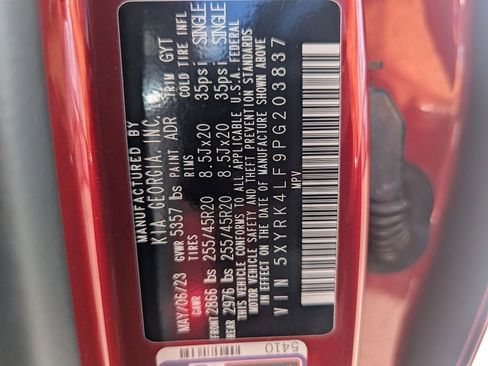 MANUFACTURED BY
KIA GEORGIA, INC.
MAY/06/23 GVWR 5357 lbs PAINT ADR TRIM GYT
GAWR TIRES RIMS COLD TIRE INFL
FRONT 2866 lbs 255/45R20 8.5Jx20 35psi SINGLE
REAR 2976 lbs 255/45R20 8.5Jx20 35psi SINGLE
THIS VEHICLE CONFORMS TO ALL APPLICABLE U.S.A. FEDERAL
MOTOR VEHICLE SAFETY AND THEFT PREVENTION STANDARDS
IN EFFECT ON THE DATE OF MANUFACTURE SHOWN ABOVE
VIN 5XYRK4LF9PG203837
MPV
5410